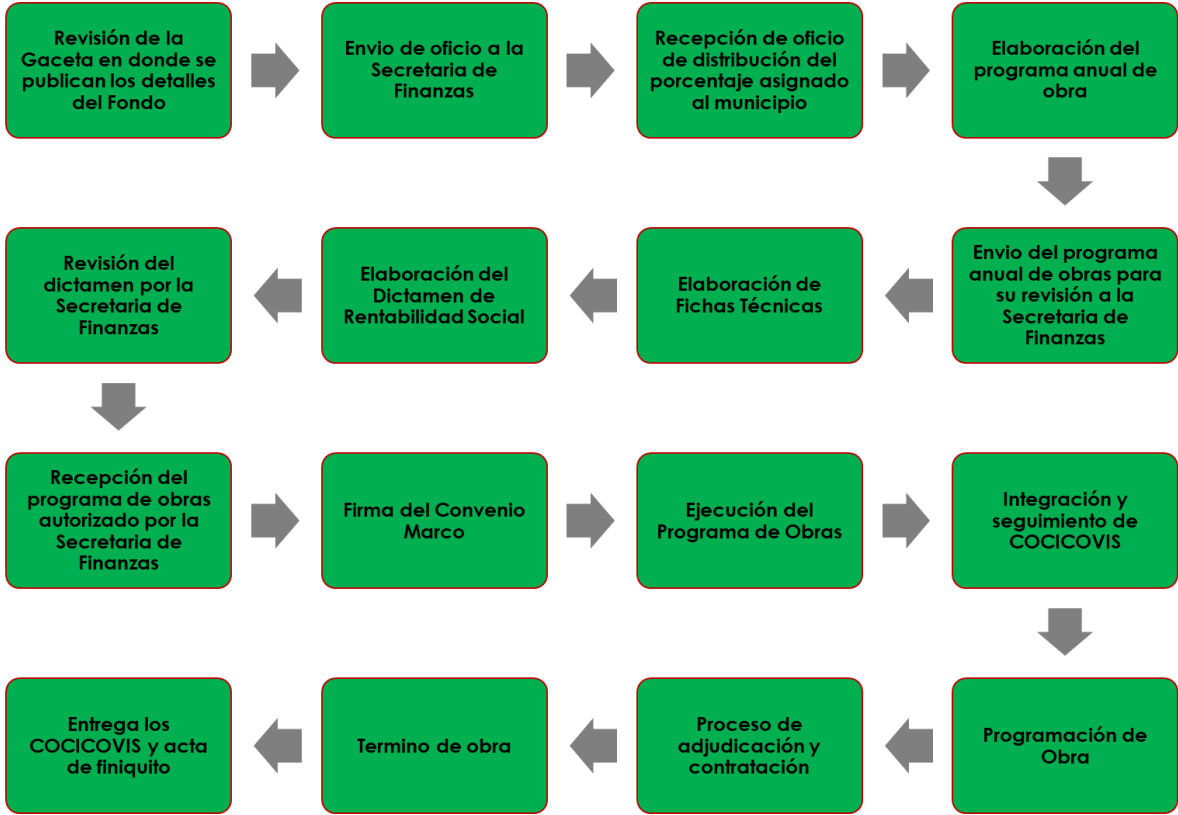 Revisión de la
Gaceta en donde se
publican los detalles
del Fondo
Envio de oficio a la
Secretaria de
Finanzas
Recepción de oficio
de distribución del
porcentaje asignado
al municipio
Elaboración del
programa anual de
obra
Envio del programa
anual de obras para
su revisión a la
Secretaria de
Finanzas
Elaboración de
Fichas Técnicas
Elaboración del
Dictamen de
Rentabilidad Social
Revisión del
dictamen por la
Secretaria de
Finanzas
Recepción del
programa de obras
autorizado por la
Secretaria de
Finanzas
Firma del Convenio
Marco
Ejecución del
Programa de Obras
Integración y
seguimiento de
COCICOVIS
Programación de
Obra
Proceso de
adjudicación y
contratación
Termino de obra
Entrega los
COCICOVIS y acta
de finiquito